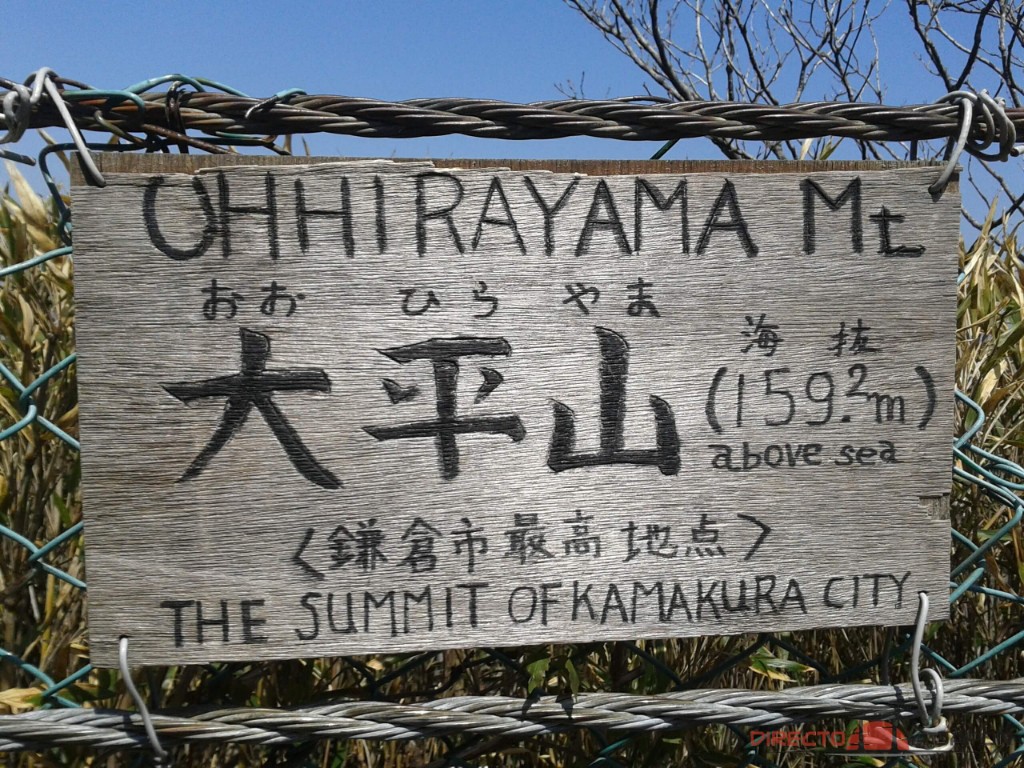 OHHIRAYAMA Mt
おお ひら やま
大平山
海抜
(159.2m)
above sea
〈鎌倉市最高地点〉
THE SUMMIT OF KAMAKURA CITY